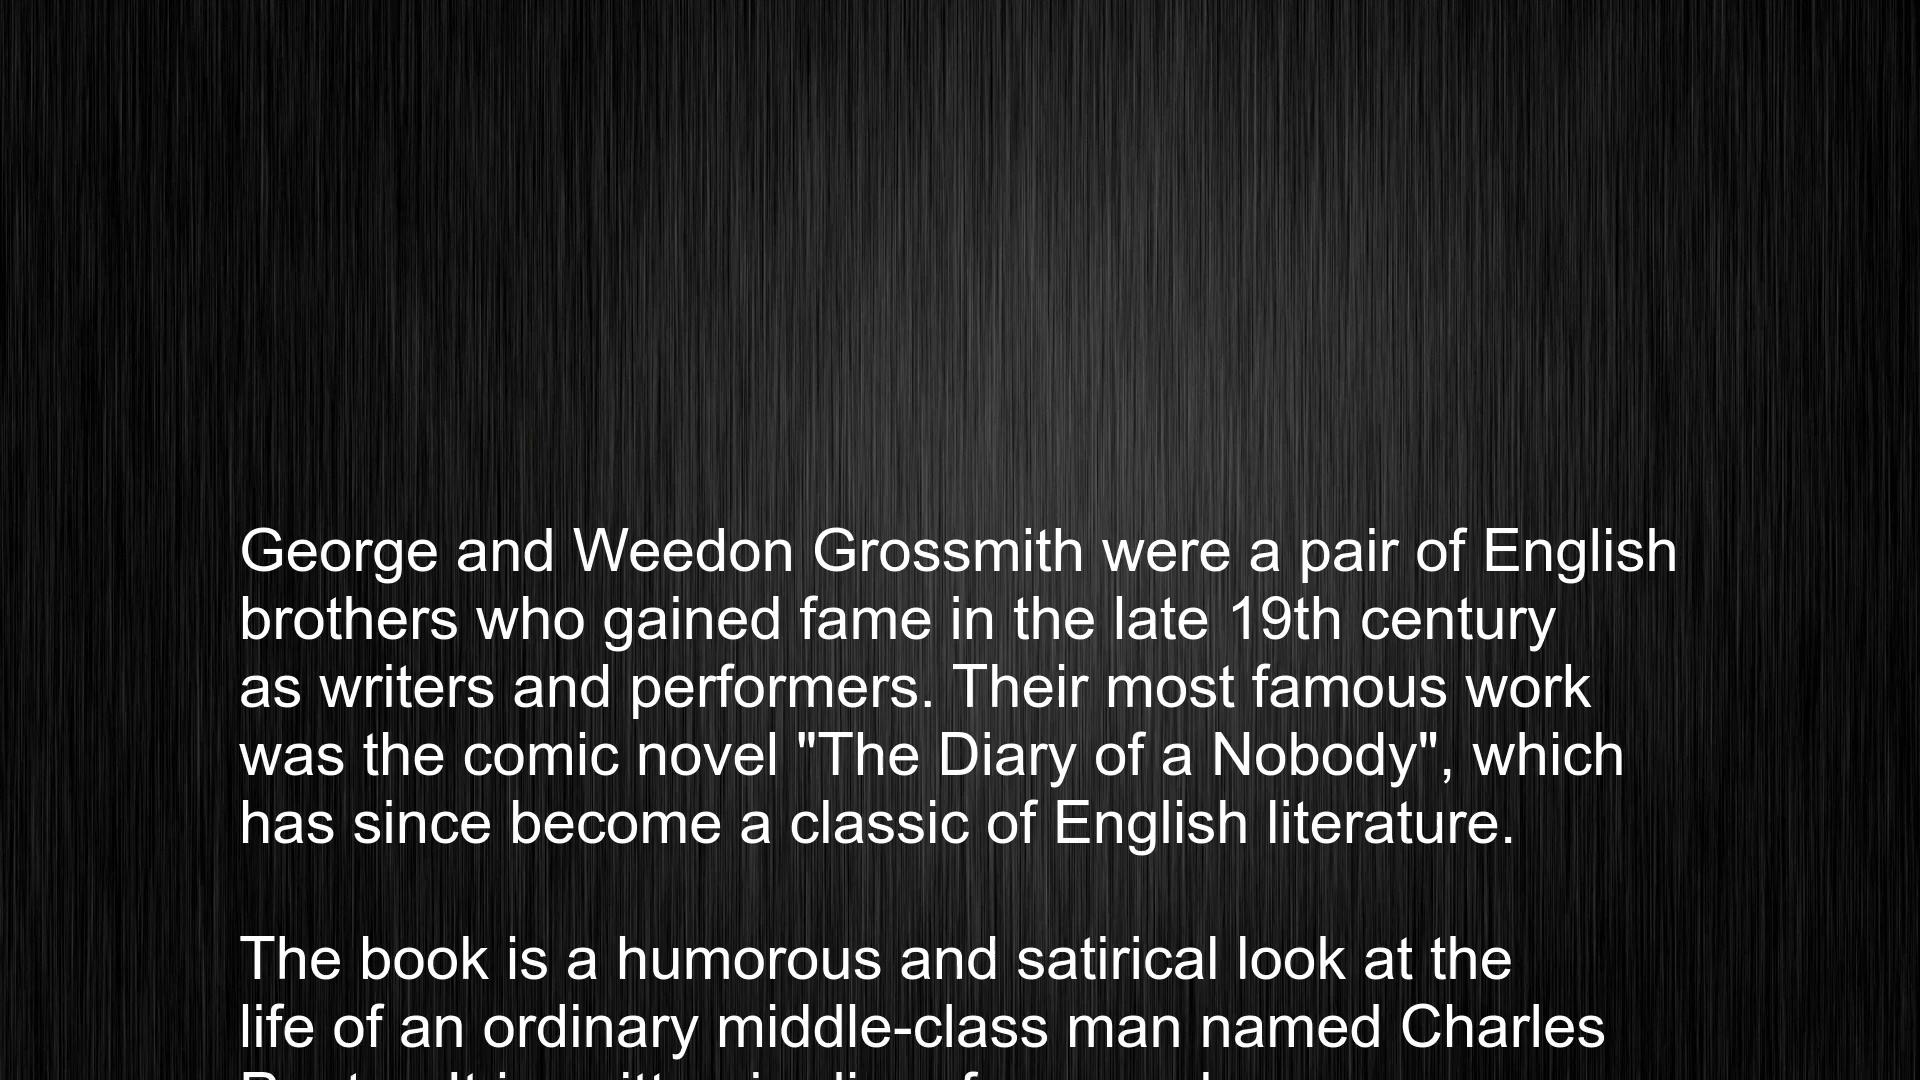 George and Weedon Grossmith were a pair of English
brothers who gained fame in the late 19th century
as writers and performers. Their most famous work
was the comic novel "The Diary of a Nobody", which
has since become a classic of English literature.
The book is a humorous and satirical look at the
life of an ordinary middle-class man named Charles